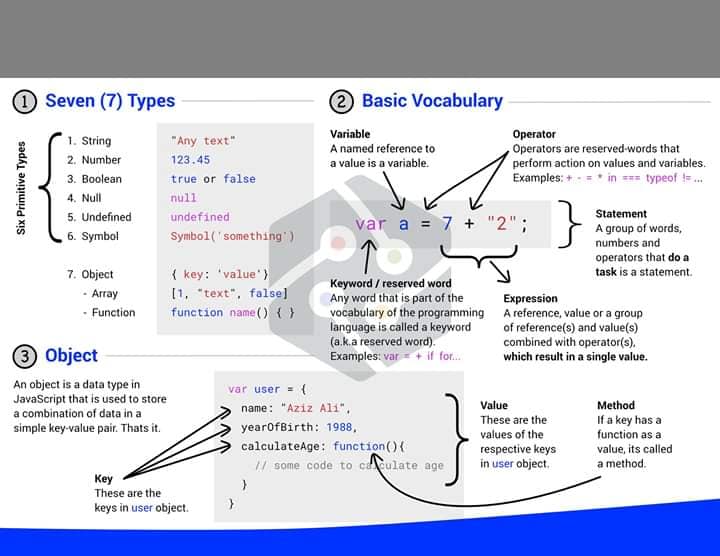 1 Seven (7) Types
Six Primitive Types
1. String "Any text"
2. Number 123.45
3. Boolean true or false
4. Null null
5. Undefined undefined
6. Symbol Symbol('something')
7. Object { key: 'value'}
- Array [1, "text", false]
- Function function name() { }
2 Basic Vocabulary
Variable
A named reference to
a value is a variable.
Operator
Operators are reserved-words that
perform action on values and variables.
Examples: + - = * in === typeof != ...
var a = 7 + "2";
Statement
A group of words,
numbers and
operators that do a
task is a statement.
Keyword / reserved word
Any word that is part of the
vocabulary of the programming
language is called a keyword
(a.k.a reserved word).
Examples: var = + if for...
Expression
A reference, value or a group
of reference(s) and value(s)
combined with operator(s),
which result in a single value.
3 Object
An object is a data type in
JavaScript that is used to store
a combination of data in a
simple key-value pair. Thats it.
Key
These are the
keys in user object.
var user = {
name: "Aziz Ali",
yearOfBirth: 1988,
calculateAge: function(){
// some code to calculate age
}
}
Value
These are the
values of the
respective keys
in user object.
Method
If a key has a
function as a
value, its called
a method.